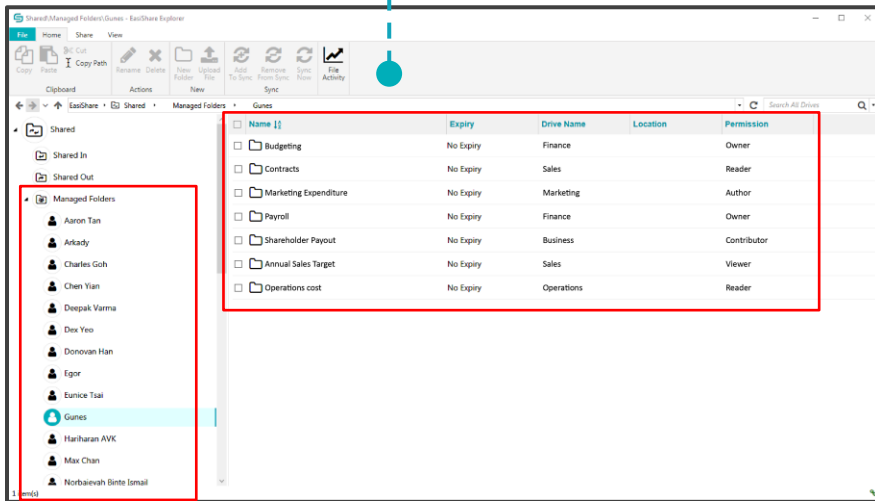 Shared\Managed Folders\Gunes - EasiShare Explorer
File Home Share View
Copy Paste Cut Copy Path Rename Delete New Folder Upload File Add To Sync Remove From Sync Sync Now File Activity
Clipboard Actions New Sync
EasiShare Shared Managed Folders Gunes Search All Drives
Shared
Shared In
Shared Out
Managed Folders
Aaron Tan
Arkady
Charles Goh
Chen Yian
Deepak Varma
Dex Yeo
Donovan Han
Egor
Eunice Tsai
Gunes
Hariharan AVK
Max Chan
Norbaievah Binte Ismail
Name Expiry Drive Name Location Permission
Budgeting No Expiry Finance Owner
Contracts No Expiry Sales Reader
Marketing Expenditure No Expiry Marketing Author
Payroll No Expiry Finance Owner
Shareholder Payout No Expiry Business Contributor
Annual Sales Target No Expiry Sales Viewer
Operations cost No Expiry Operations Reader
1 item(s)